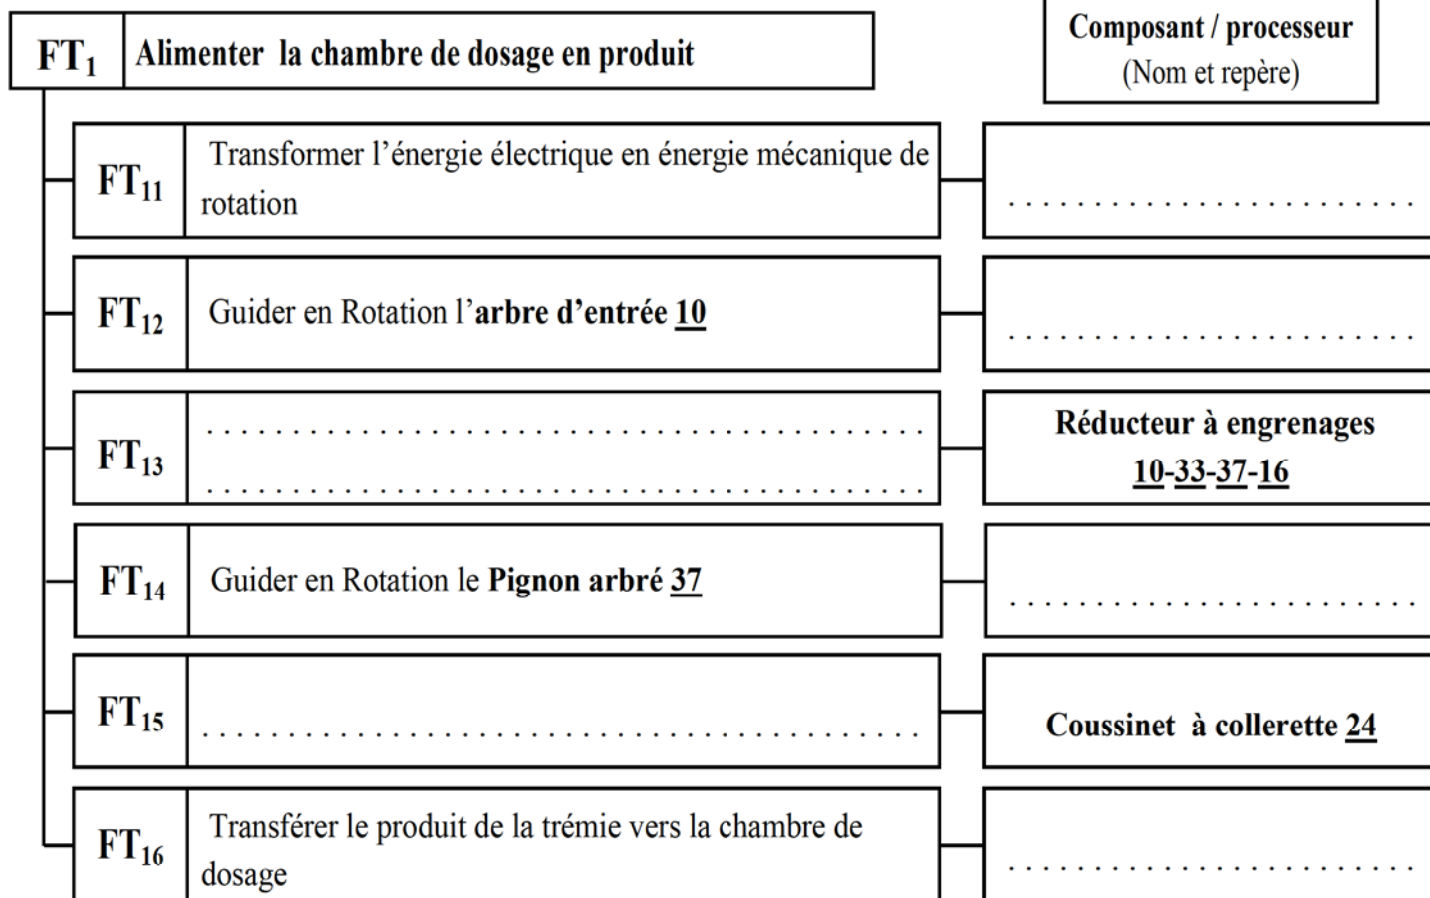 FT1 Alimenter la chambre de dosage en produit
Composant / processeur
(Nom et repère)
FT11 Transformer l’énergie électrique en énergie mécanique de
rotation
. . . . . . . . . . . . . . . . . . . . . . . .
FT12 Guider en Rotation l’arbre d’entrée 10
. . . . . . . . . . . . . . . . . . . . . . . .
FT13 . . . . . . . . . . . . . . . . . . . . . . . . . . . . . . . . . . . . . . . . . .
. . . . . . . . . . . . . . . . . . . . . . . . . . . . . . . . . . . . . . . . . .
Réducteur à engrenages
10-33-37-16
FT14 Guider en Rotation le Pignon arbré 37
. . . . . . . . . . . . . . . . . . . . . . . .
FT15 . . . . . . . . . . . . . . . . . . . . . . . . . . . . . . . . . . . . . . . . . .
Coussinet à collerette 24
FT16 Transférer le produit de la trémie vers la chambre de
dosage
. . . . . . . . . . . . . . . . . . . . . . . .